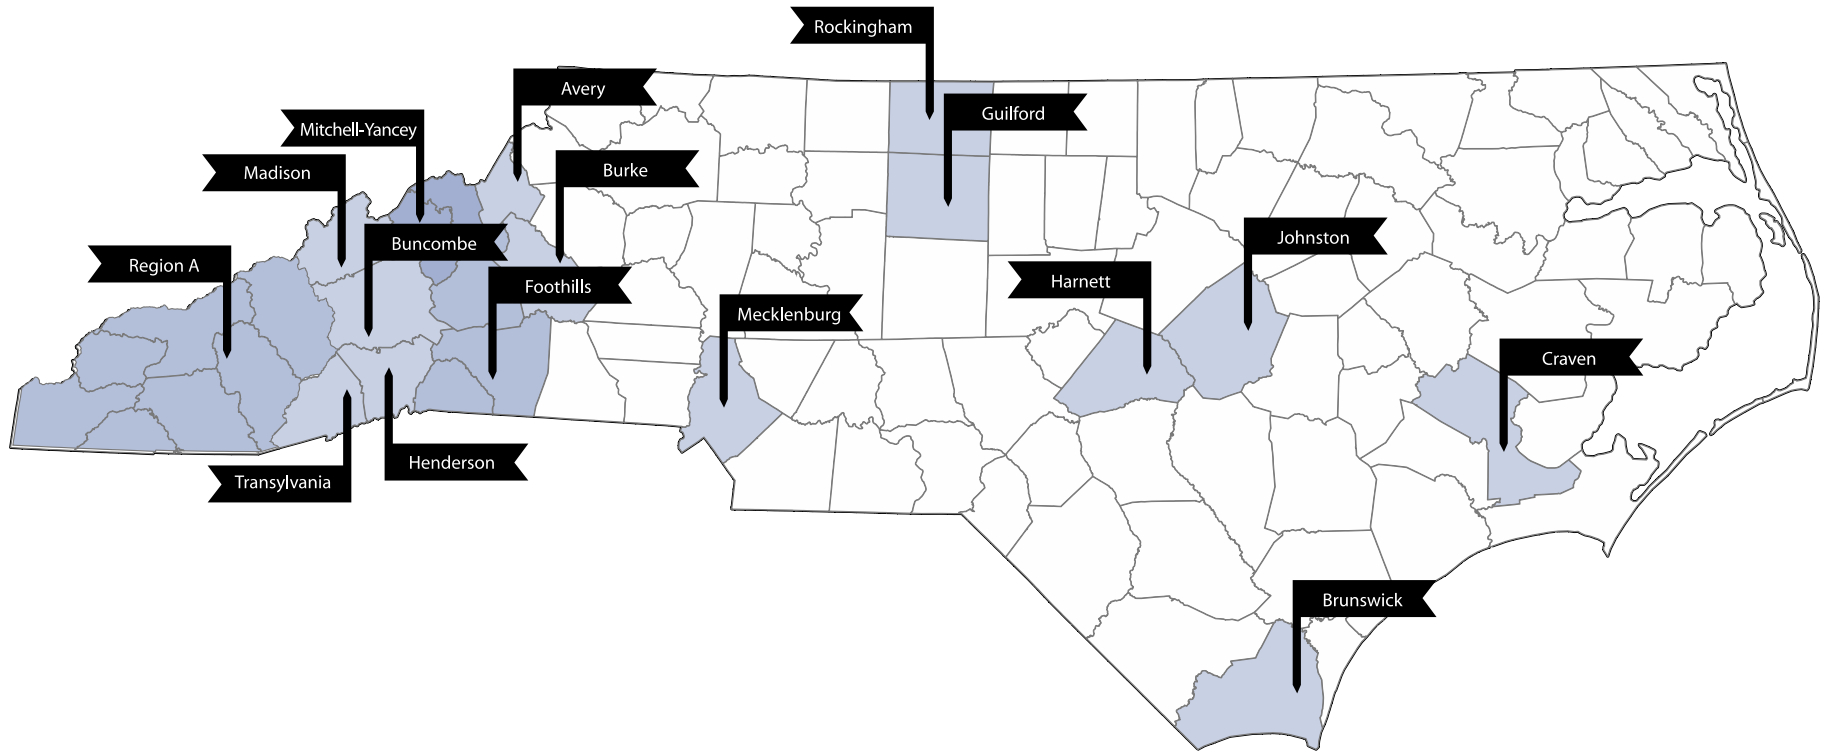 Rockingham
Avery
Guilford
Mitchell-Yancey
Madison
Burke
Buncombe
Johnston
Region A
Foothills
Harnett
Mecklenburg
Craven
Henderson
Transylvania
Brunswick